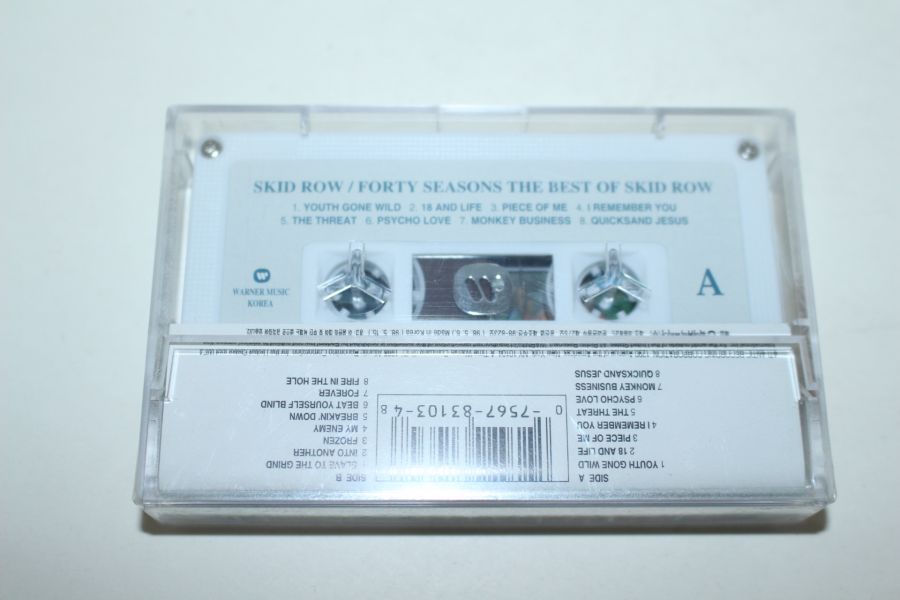 SKID ROW / FORTY SEASONS THE BEST OF SKID ROW
1. YOUTH GONE WILD 2. 18 AND LIFE 3. PIECE OF ME 4. I REMEMBER YOU
5. THE THREAT 6. PSYCHO LOVE 7. MONKEY BUSINESS 8. QUICKSAND JESUS
WARNER MUSIC
KOREA
A
SIDE A
1 YOUTH GONE WILD
2 18 AND LIFE
3 PIECE OF ME
4 I REMEMBER YOU
5 THE THREAT
6 PSYCHO LOVE
7 MONKEY BUSINESS
8 QUICKSAND JESUS
0-7567-83103-4 8
SIDE B
1 SLAVE TO THE GRIND
2 INTO ANOTHER
3 FROZEN
4 MY ENEMY
5 BREAKIN' DOWN
6 BEAT YOURSELF BLIND
7 FOREVER
8 FIRE IN THE HOLE